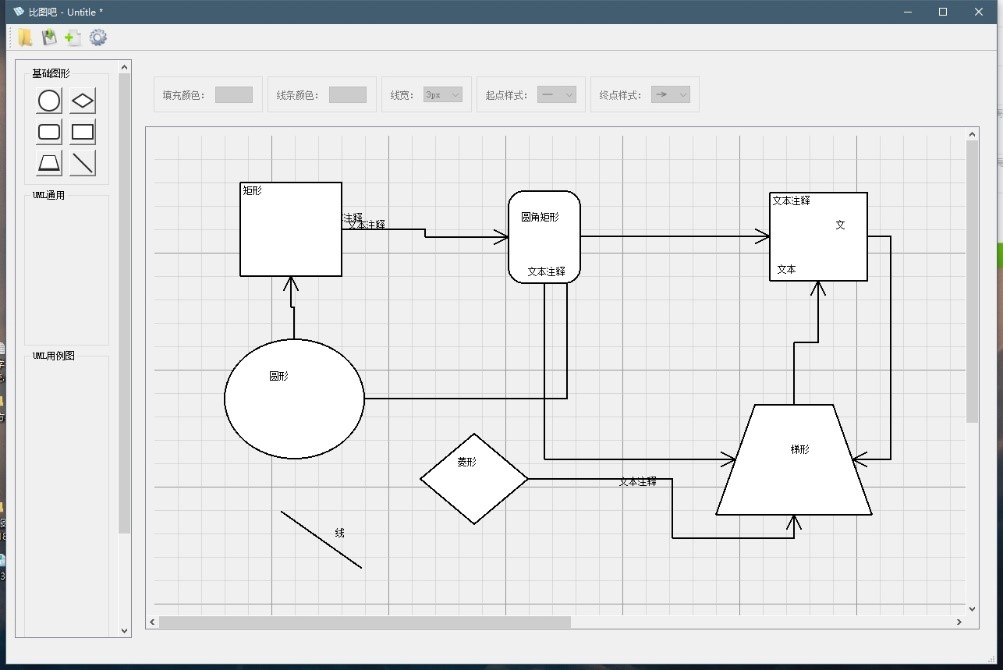 比图吧 - Untitle *
基础图形
UML通用
UML用例图
填充颜色：
线条颜色：
线宽： 3px
起点样式：
终点样式：
矩形
注释
文本注释
圆角矩形
文本注释
文本注释
文
文本
圆形
菱形
梯形
文本注释
线